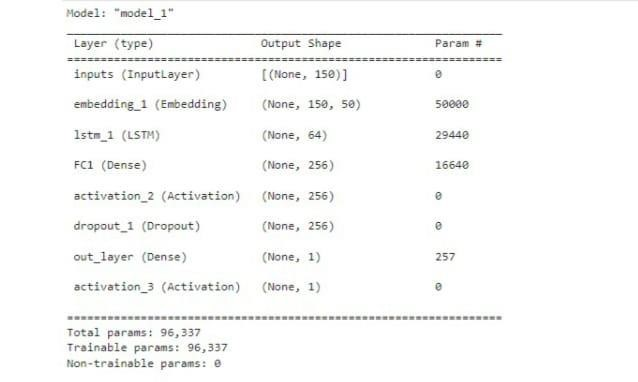 Model: "model_1"
Layer (type) Output Shape Param #
inputs (InputLayer) [(None, 150)] 0
embedding_1 (Embedding) (None, 150, 50) 50000
lstm_1 (LSTM) (None, 64) 29440
FC1 (Dense) (None, 256) 16640
activation_2 (Activation) (None, 256) 0
dropout_1 (Dropout) (None, 256) 0
out_layer (Dense) (None, 1) 257
activation_3 (Activation) (None, 1) 0
Total params: 96,337
Trainable params: 96,337
Non-trainable params: 0